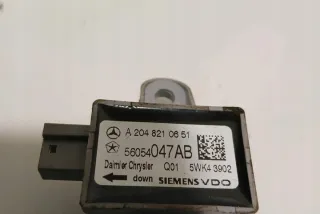 A 204 821 06 51
56054047AB
Daimler Chrysler Q01 5WK4 3902
down SIEMENS VDO